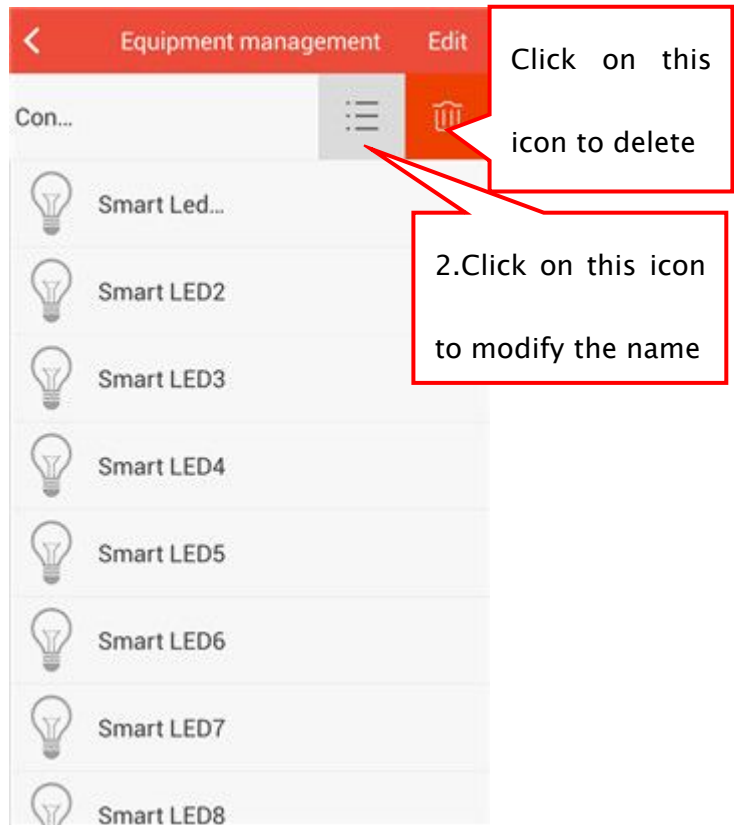 Equipment management Edit
Con...
Click on this
icon to delete
Smart Led...
2.Click on this icon
to modify the name
Smart LED2
Smart LED3
Smart LED4
Smart LED5
Smart LED6
Smart LED7
Smart LED8